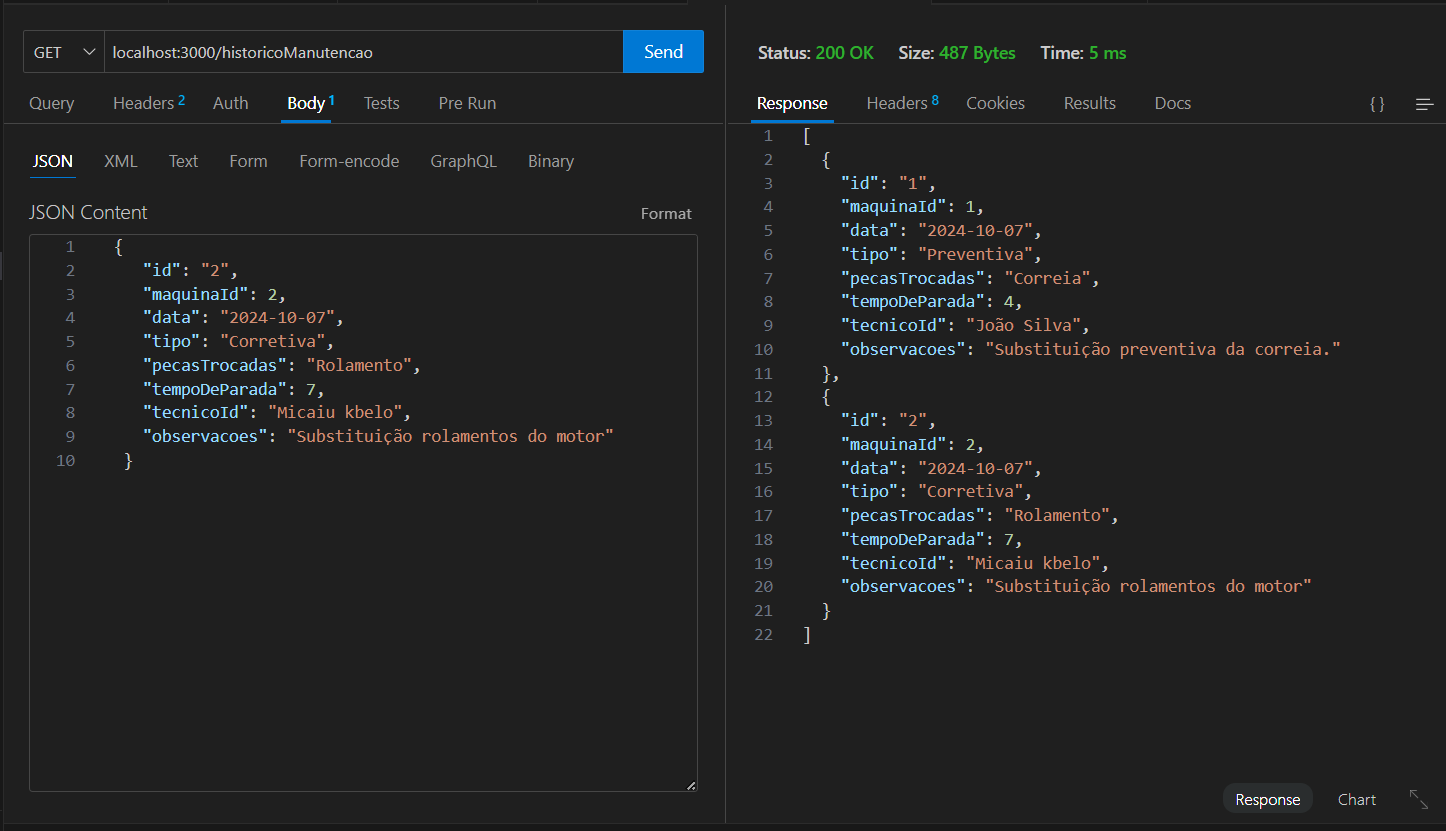 GET localhost:3000/historicoManutencao Send
Query Headers 2 Auth Body 1 Tests Pre Run
JSON XML Text Form Form-encode GraphQL Binary
JSON Content Format
1 {
2 "id": "2",
3 "maquinaId": 2,
4 "data": "2024-10-07",
5 "tipo": "Corretiva",
6 "pecasTrocadas": "Rolamento",
7 "tempoDeParada": 7,
8 "tecnicoId": "Micaiu kbelo",
9 "observacoes": "Substituição rolamentos do motor"
10 }
Status: 200 OK Size: 487 Bytes Time: 5 ms
Response Headers 8 Cookies Results Docs { }
1 [
2 {
3 "id": "1",
4 "maquinaId": 1,
5 "data": "2024-10-07",
6 "tipo": "Preventiva",
7 "pecasTrocadas": "Correia",
8 "tempoDeParada": 4,
9 "tecnicoId": "João Silva",
10 "observacoes": "Substituição preventiva da correia."
11 },
12 {
13 "id": "2",
14 "maquinaId": 2,
15 "data": "2024-10-07",
16 "tipo": "Corretiva",
17 "pecasTrocadas": "Rolamento",
18 "tempoDeParada": 7,
19 "tecnicoId": "Micaiu kbelo",
20 "observacoes": "Substituição rolamentos do motor"
21 }
22 ]
Response Chart